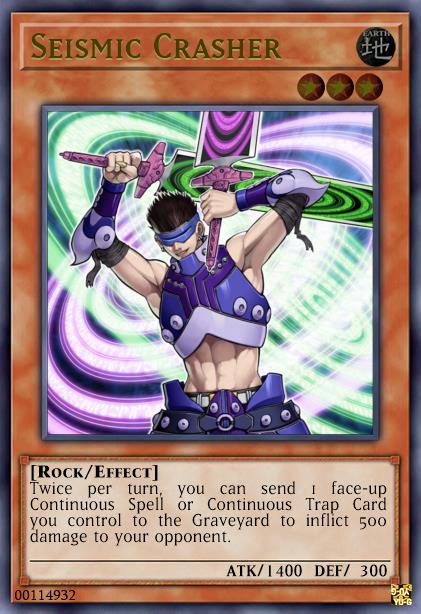 Seismic Crasher
EARTH
地
[Rock/Effect]
Twice per turn, you can send 1 face-up
Continuous Spell or Continuous Trap Card
you control to the Graveyard to inflict 500
damage to your opponent.
ATK/1400 DEF/ 300
00114932